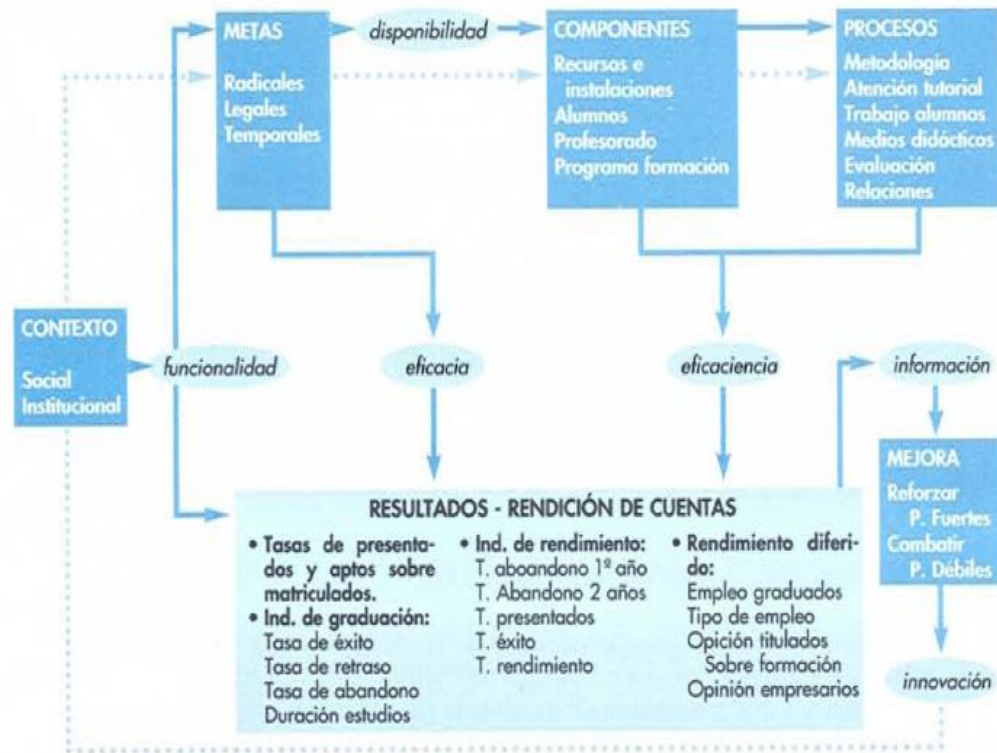 METAS
Radicales
Legales
Temporales
disponibilidad
COMPONENTES
Recursos e
instalaciones
Alumnos
Profesorado
Programa formación
PROCESOS
Metodología
Atención tutorial
Trabajo alumnos
Medios didácticos
Evaluación
Relaciones
CONTEXTO
Social
Institucional
funcionalidad
eficacia
eficaciencia
información
MEJORA
Reforzar
P. Fuertes
Combatir
P. Débiles
innovación
RESULTADOS - RENDICIÓN DE CUENTAS
• Tasas de presenta-
dos y aptos sobre
matriculados.
• Ind. de graduación:
Tasa de éxito
Tasa de retraso
Tasa de abandono
Duración estudios
• Ind. de rendimiento:
T. aboandono 1º año
T. Abandono 2 años
T. presentados
T. éxito
T. rendimiento
• Rendimiento diferi-
do:
Empleo graduados
Tipo de empleo
Opición titulados
Sobre formación
Opinión empresarios